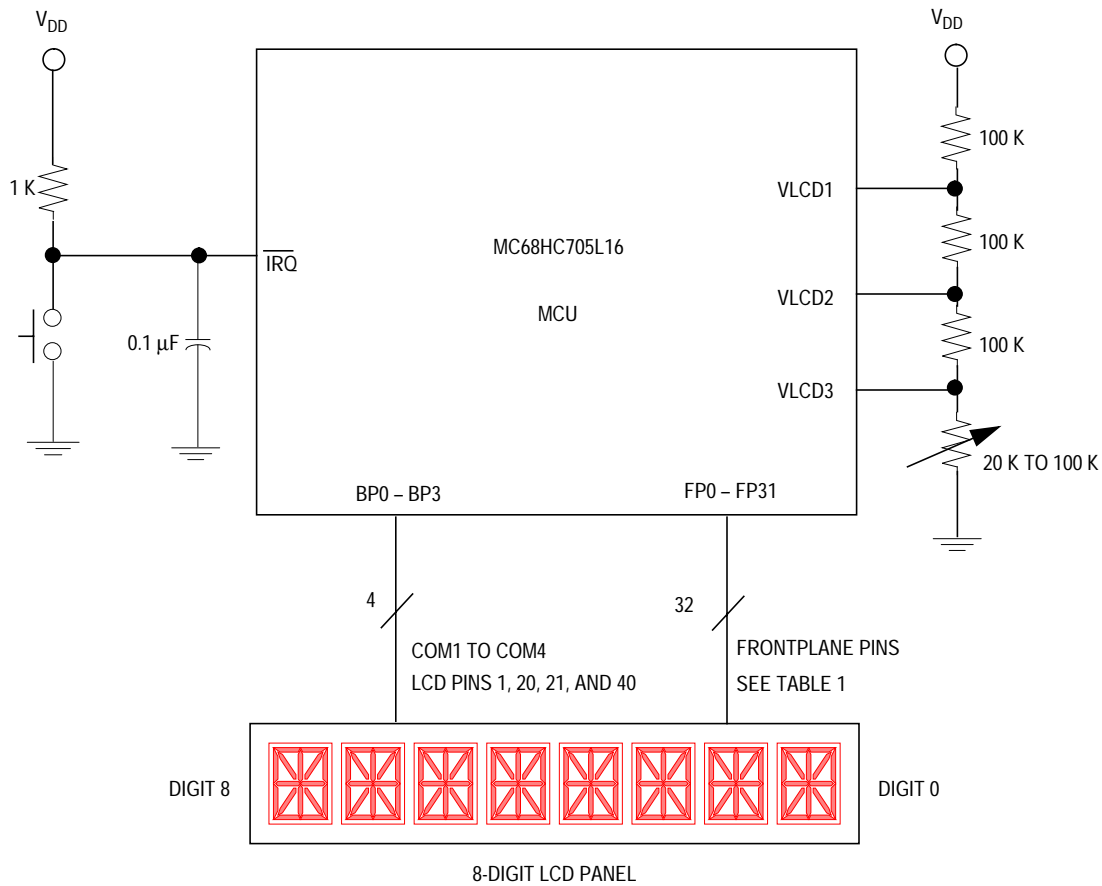 VDD
VDD
100 K
1 K
VLCD1
MC68HC705L16
100 K
IRQ
VLCD2
MCU
0.1 μF
100 K
VLCD3
20 K TO 100 K
BP0 – BP3
FP0 – FP31
4
32
COM1 TO COM4
LCD PINS 1, 20, 21, AND 40
FRONTPLANE PINS
SEE TABLE 1
DIGIT 8
DIGIT 0
8-DIGIT LCD PANEL